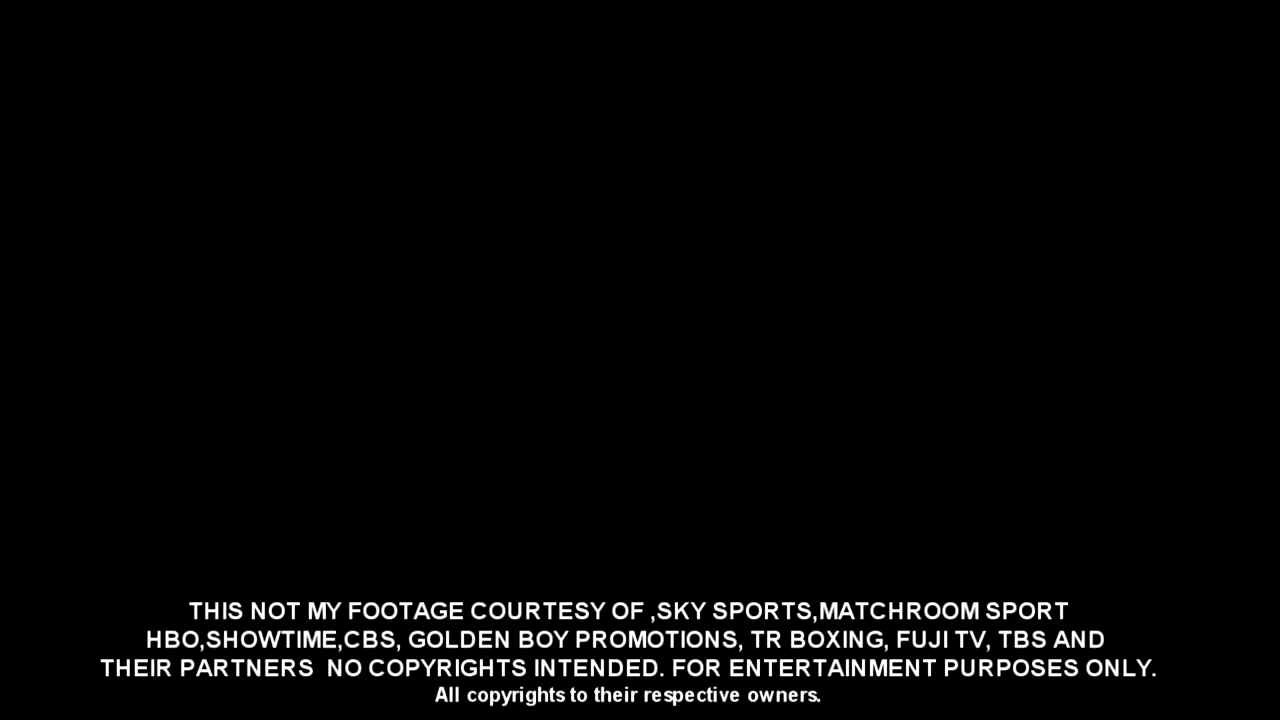 THIS NOT MY FOOTAGE COURTESY OF ,SKY SPORTS,MATCHROOM SPORT
HBO,SHOWTIME,CBS, GOLDEN BOY PROMOTIONS, TR BOXING, FUJI TV, TBS AND
THEIR PARTNERS  NO COPYRIGHTS INTENDED. FOR ENTERTAINMENT PURPOSES ONLY.
All copyrights to their respective owners.